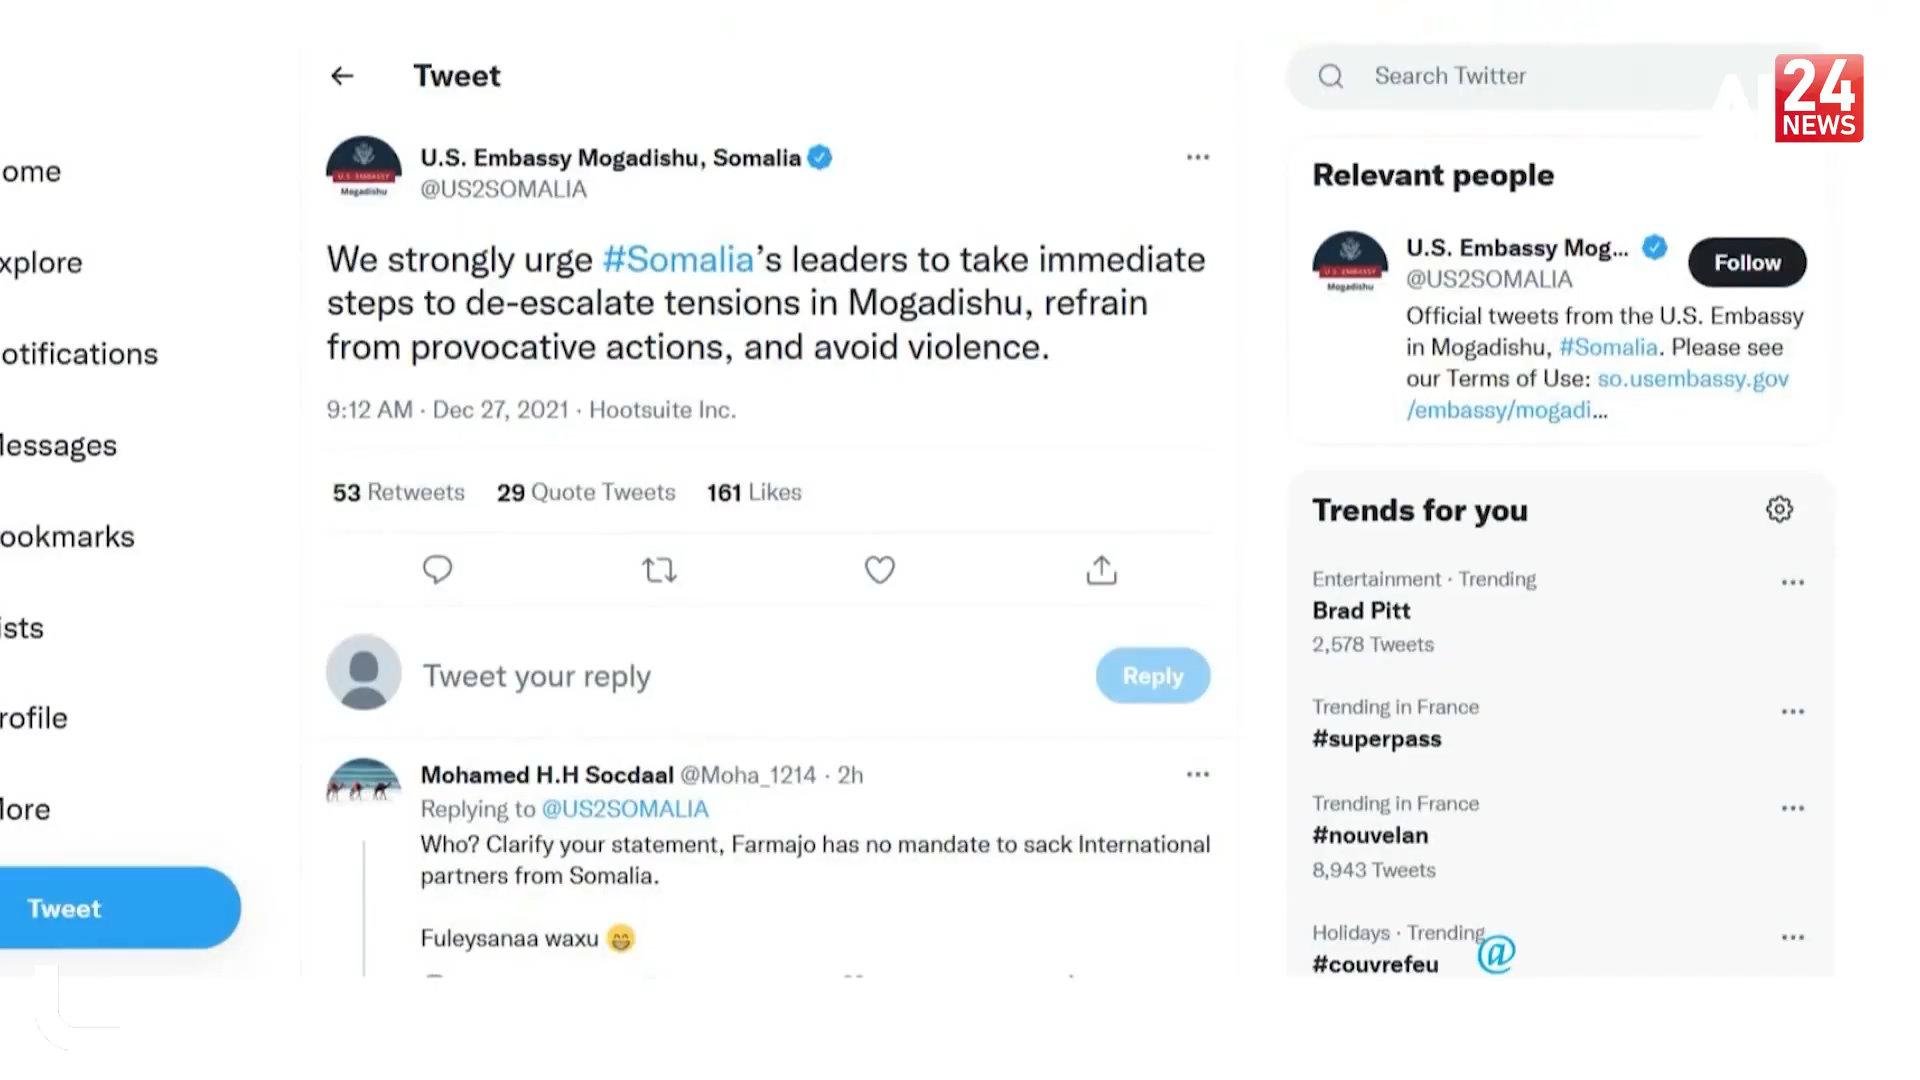 ome
xplore
otifications
lessages
ookmarks
ists
rofile
lore
Tweet
Tweet
U.S. Embassy Mogadishu, Somalia
@US2SOMALIA
U.S. EMBASSY
Mogadishu
We strongly urge #Somalia’s leaders to take immediate
steps to de-escalate tensions in Mogadishu, refrain
from provocative actions, and avoid violence.
9:12 AM · Dec 27, 2021 · Hootsuite Inc.
53 Retweets 29 Quote Tweets 161 Likes
Tweet your reply
Reply
Mohamed H.H Socdaal @Moha_1214 · 2h
Replying to @US2SOMALIA
Who? Clarify your statement, Farmajo has no mandate to sack International
partners from Somalia.
Fuleysanaa waxu 😄
Search Twitter
24
NEWS
Relevant people
U.S. Embassy Mog...
@US2SOMALIA
Follow
U.S. EMBASSY
Mogadishu
Official tweets from the U.S. Embassy
in Mogadishu, #Somalia. Please see
our Terms of Use: so.usembassy.gov
/embassy/mogadi...
Trends for you
Entertainment · Trending
Brad Pitt
2,578 Tweets
Trending in France
#superpass
Trending in France
#nouvelan
8,943 Tweets
Holidays · Trending
#couvrefeu
@